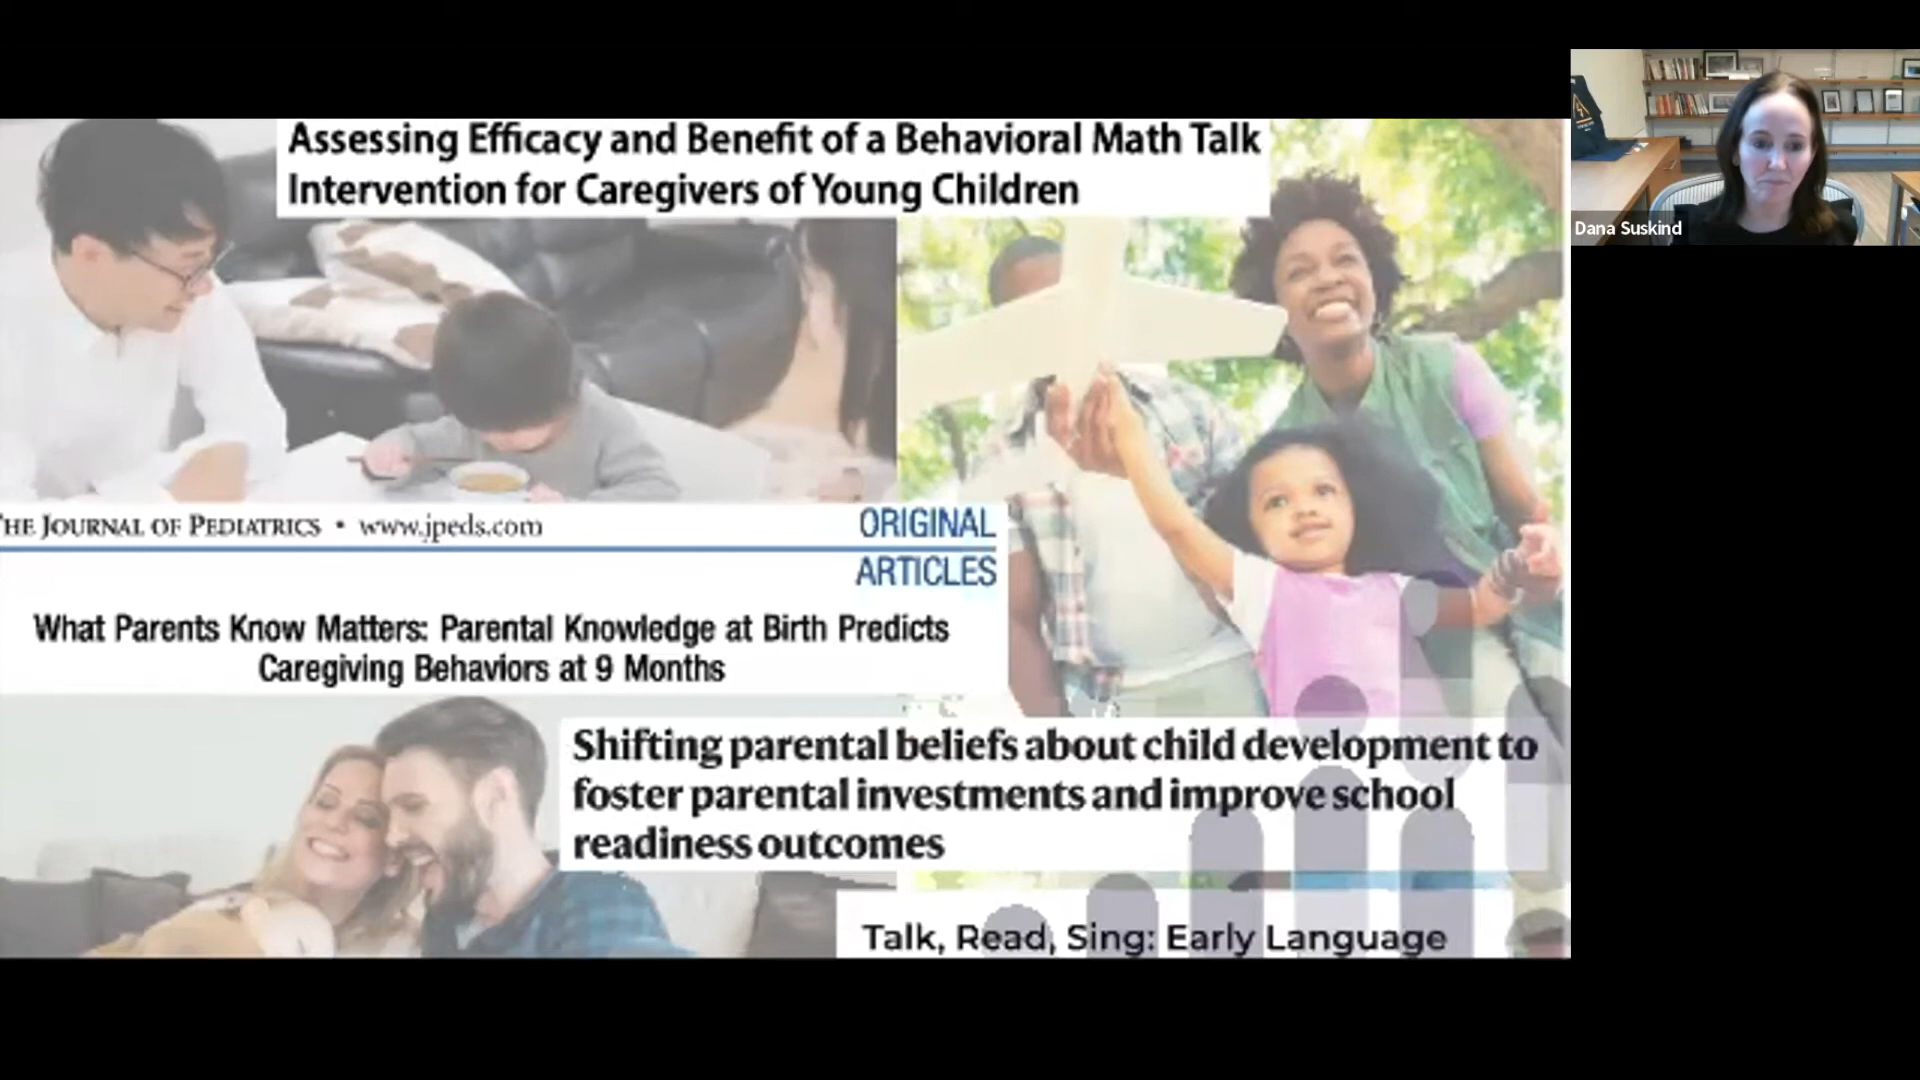 Assessing Efficacy and Benefit of a Behavioral Math Talk
Intervention for Caregivers of Young Children
Dana Suskind
HE JOURNAL OF PEDIATRICS • www.jpeds.com
ORIGINAL
ARTICLES
What Parents Know Matters: Parental Knowledge at Birth Predicts
Caregiving Behaviors at 9 Months
Shifting parental beliefs about child development to
foster parental investments and improve school
readiness outcomes
Talk, Read, Sing: Early Language